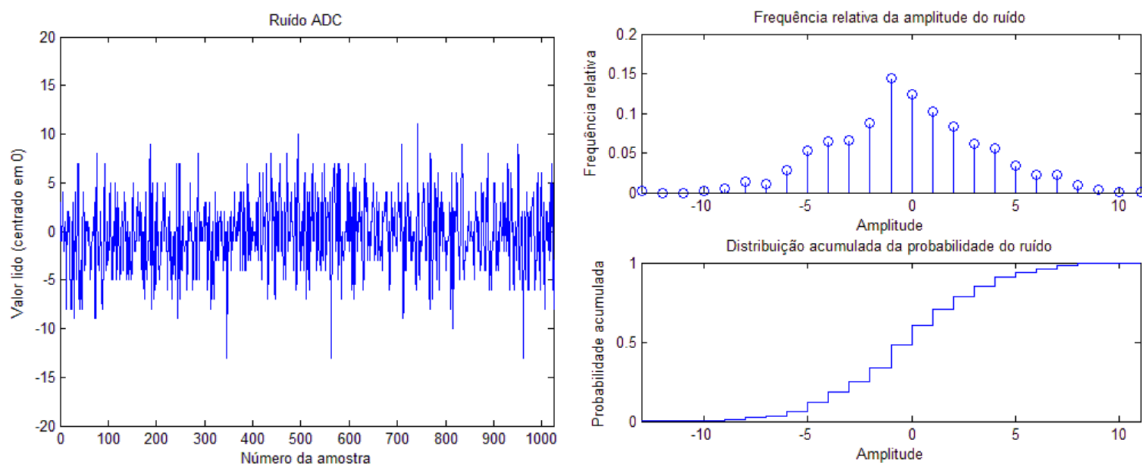 Ruído ADC
Valor lido (centrado em 0)
20
15
10
5
0
-5
-10
-15
-20
0 100 200 300 400 500 600 700 800 900 1000
Número da amostra
Frequência relativa da amplitude do ruído
Frequência relativa
0.2
0.15
0.1
0.05
0
-10 -5 0 5 10
Amplitude
Distribuição acumulada da probabilidade do ruído
Probabilidade acumulada
1
0.5
0
-10 -5 0 5 10
Amplitude